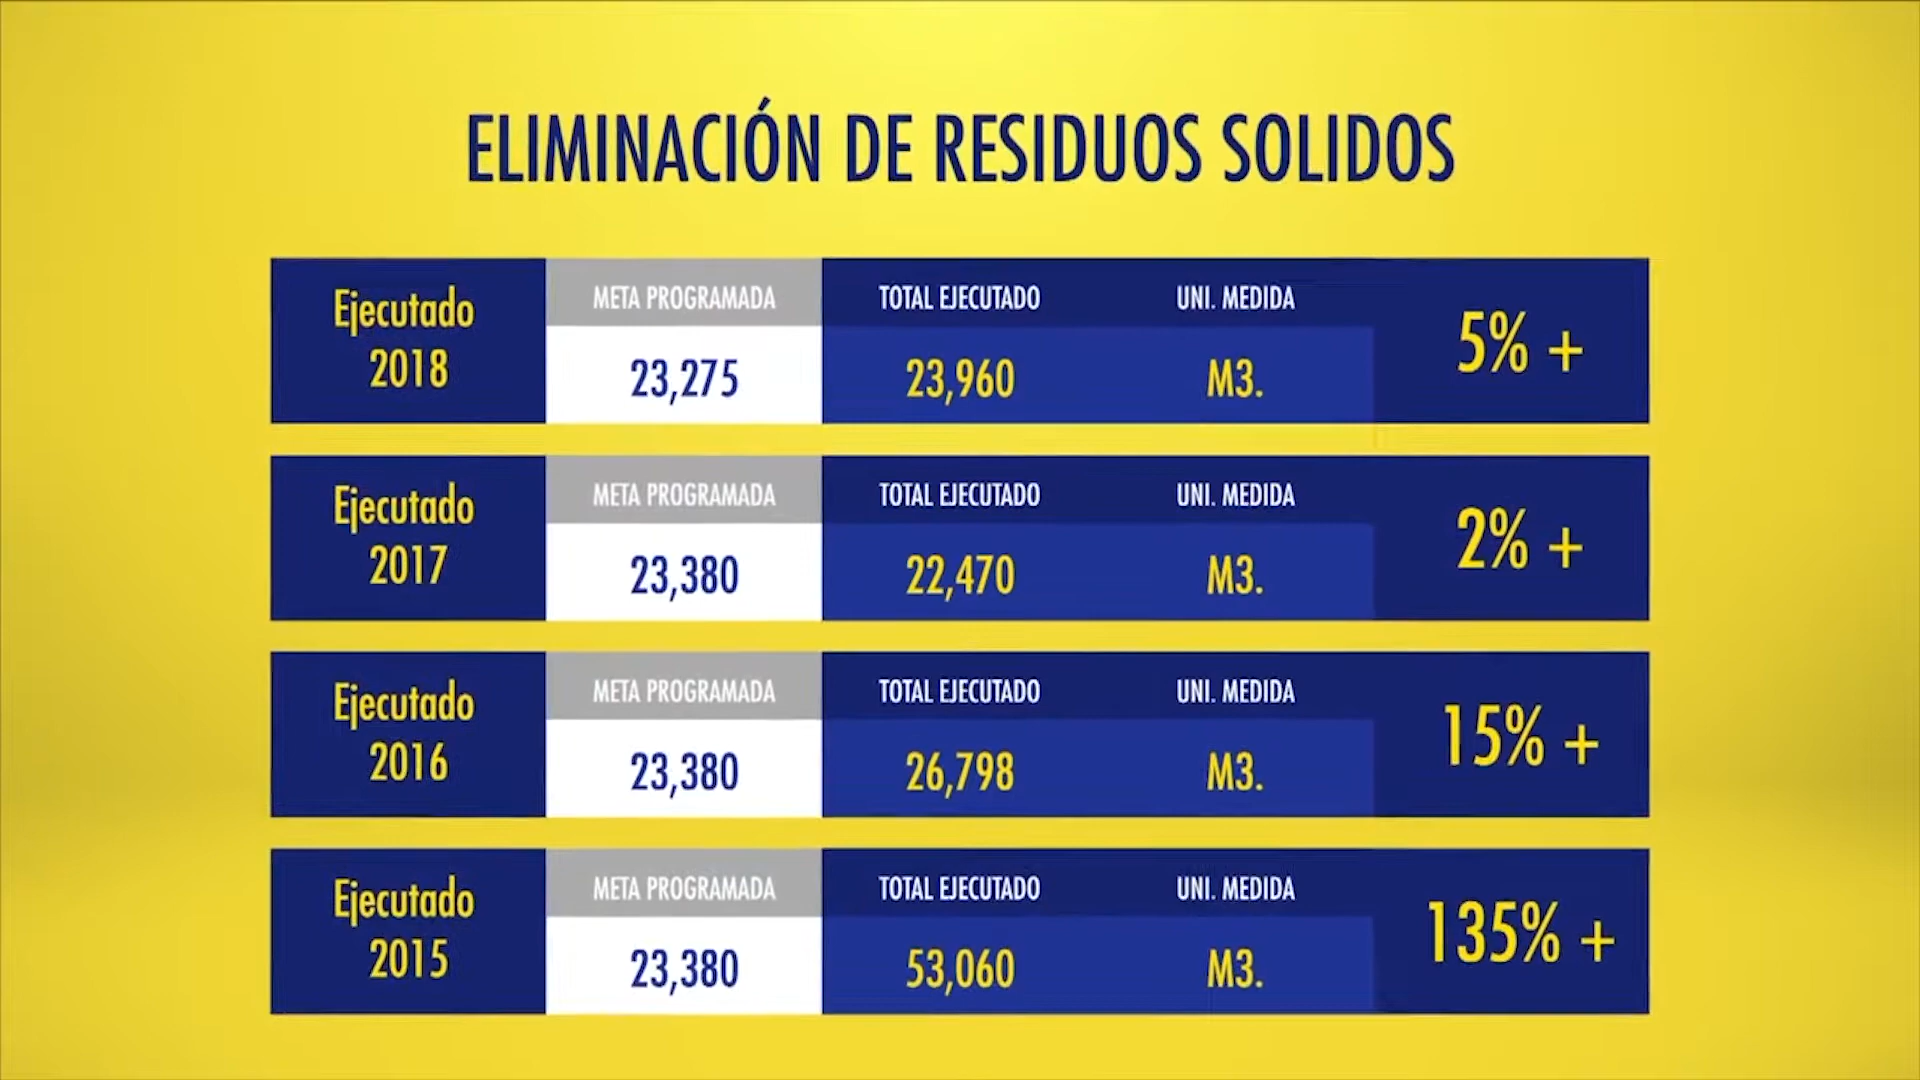 ELIMINACIÓN DE RESIDUOS SOLIDOS
Ejecutado
2018
META PROGRAMADA
23,275
TOTAL EJECUTADO
23,960
UNI. MEDIDA
M3.
5% +
Ejecutado
2017
META PROGRAMADA
23,380
TOTAL EJECUTADO
22,470
UNI. MEDIDA
M3.
2% +
Ejecutado
2016
META PROGRAMADA
23,380
TOTAL EJECUTADO
26,798
UNI. MEDIDA
M3.
15% +
Ejecutado
2015
META PROGRAMADA
23,380
TOTAL EJECUTADO
53,060
UNI. MEDIDA
M3.
135% +